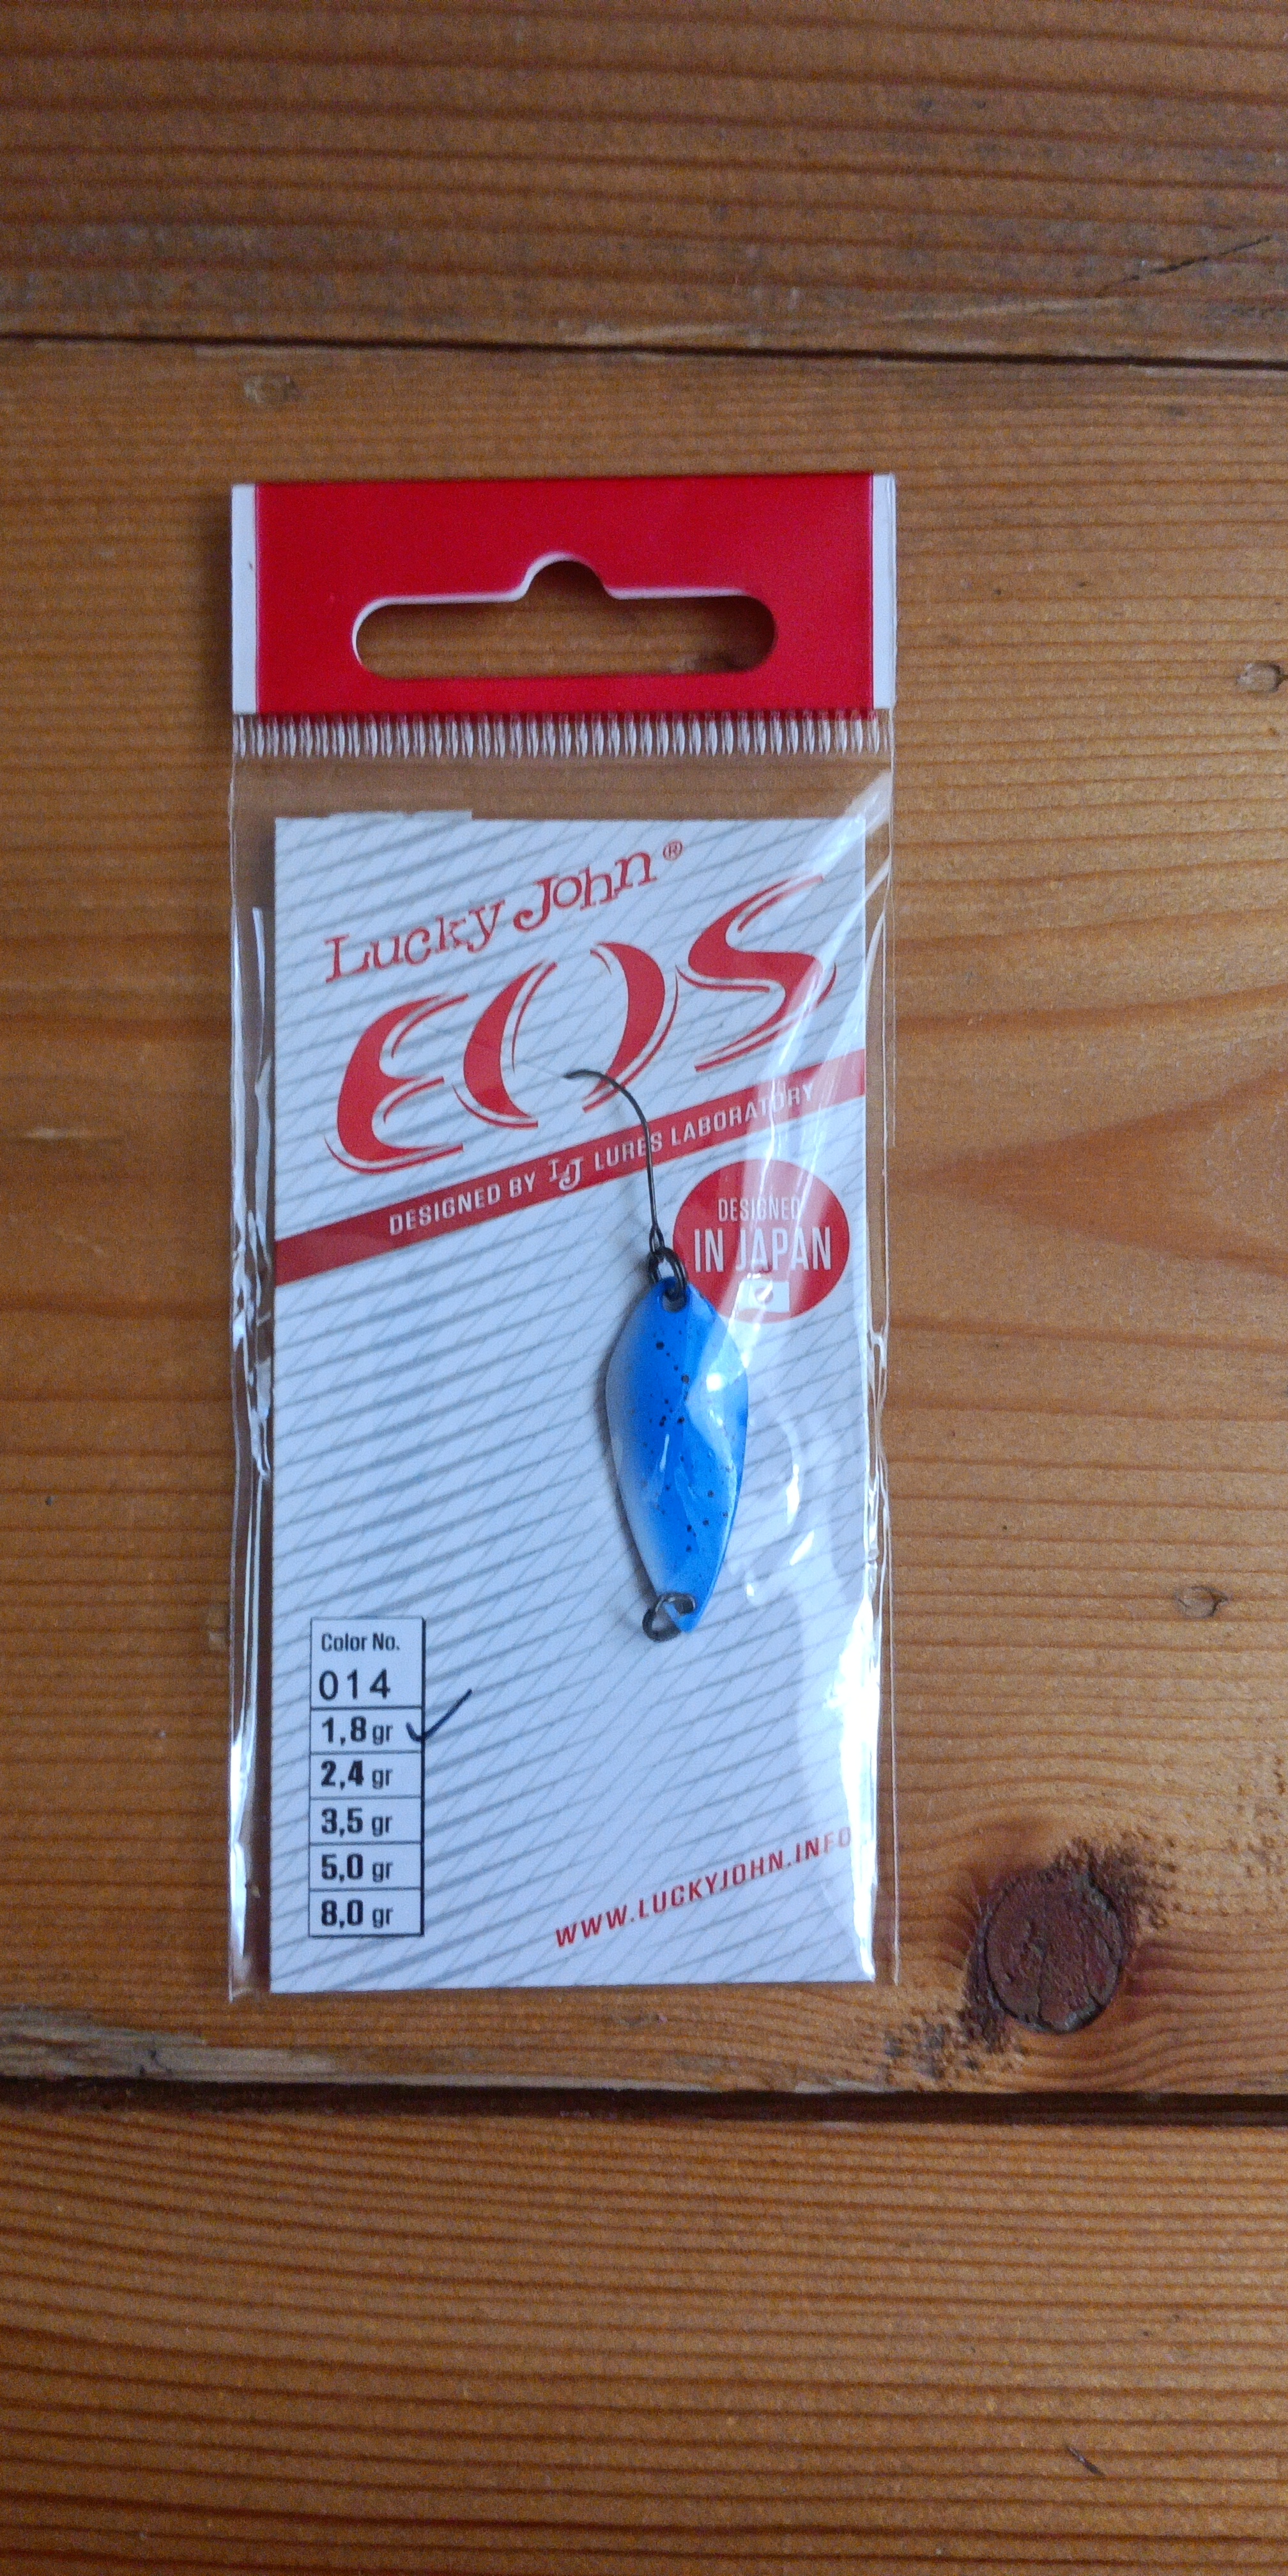 Lucky John®
EOS
DESIGNED BY LJ LURES LABORATORY
DESIGNED
IN JAPAN
Color No.
014
1,8 gr
2,4 gr
3,5 gr
5,0 gr
8,0 gr
WWW.LUCKYJOHN.INFO